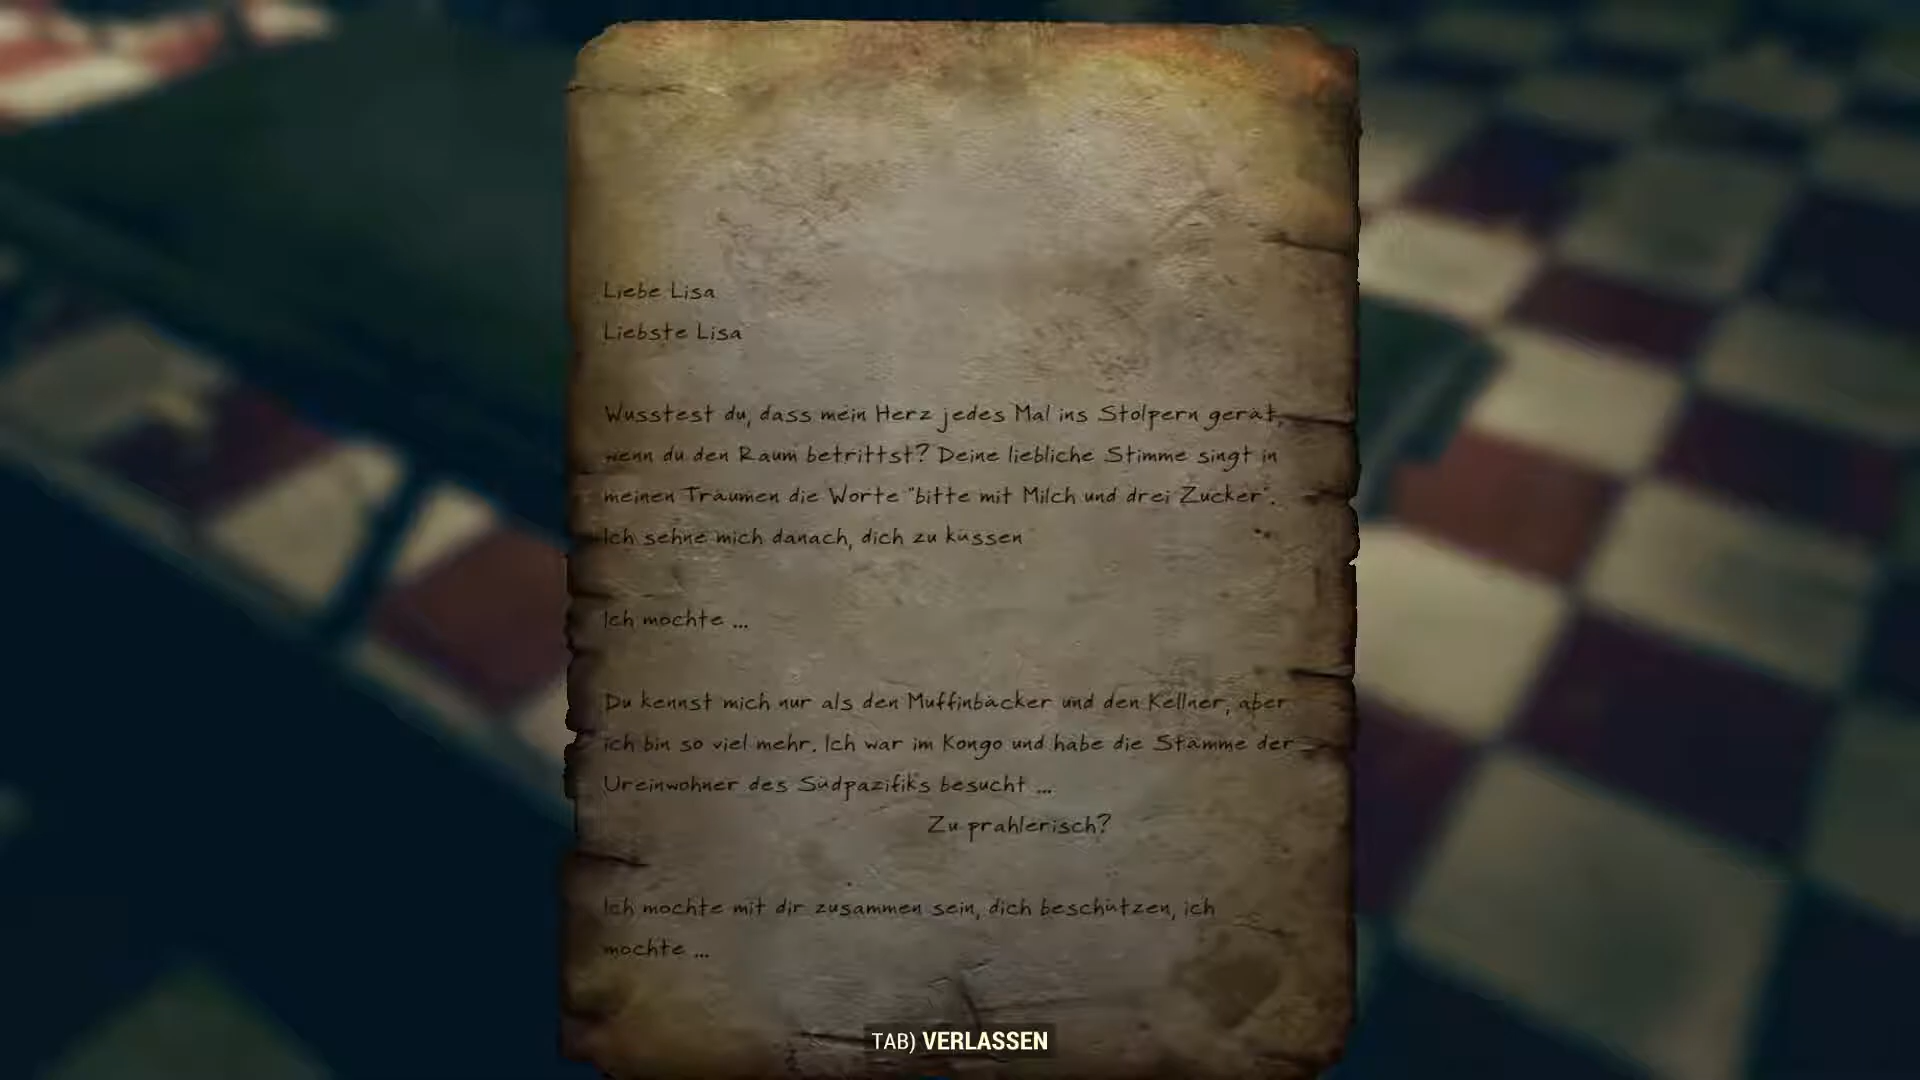 Liebe Lisa
Liebste Lisa
Wusstest du, dass mein Herz jedes Mal ins Stolpern gerät,
wenn du den Raum betrittst? Deine liebliche Stimme singt in
meinen Träumen die Worte "bitte mit Milch und drei Zucker".
Ich sehne mich danach, dich zu küssen
Ich möchte ...
Du kennst mich nur als den Muffinbäcker und den Kellner, aber
ich bin so viel mehr. Ich war im Kongo und habe die Stämme der
Ureinwohner des Südpazifiks besucht ...
Zu prahlerisch?
Ich möchte mit dir zusammen sein, dich beschützen, ich
möchte ...
TAB) VERLASSEN